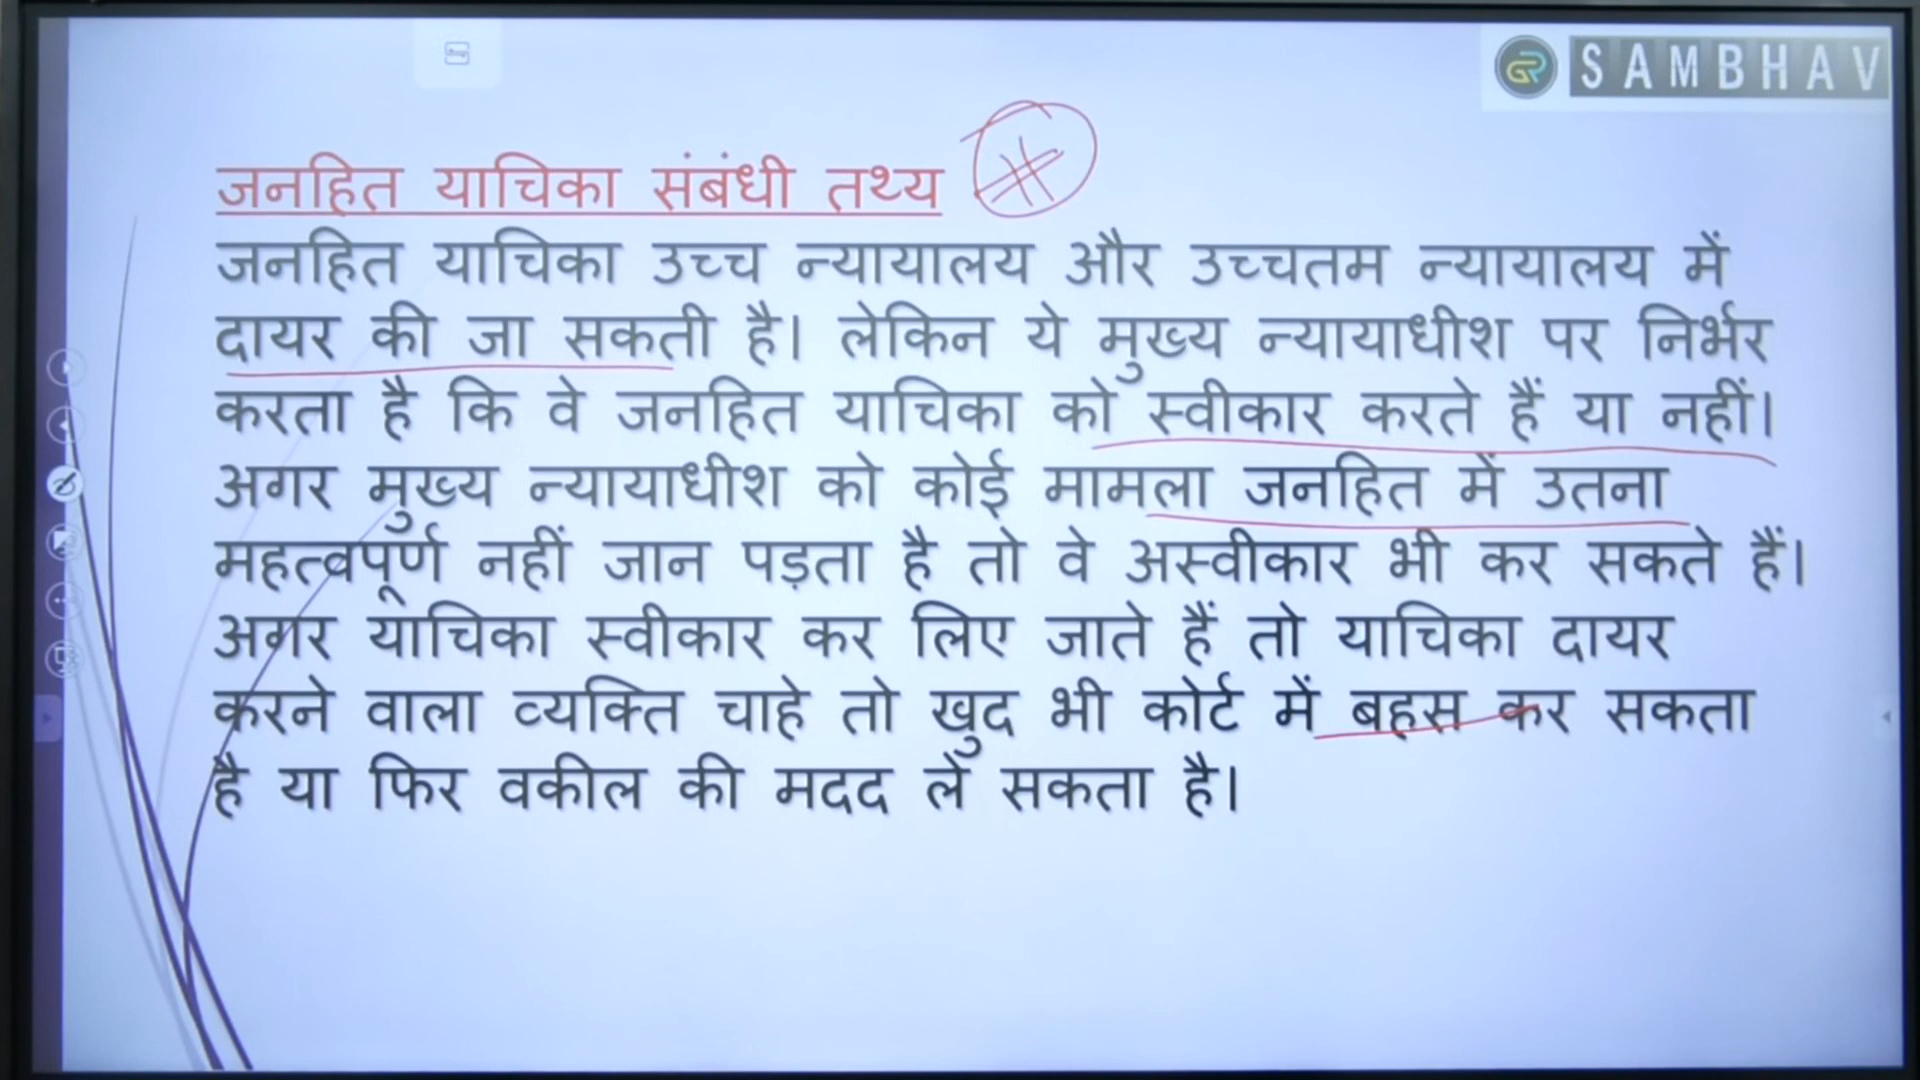 SAMBHAV
जनहित याचिका संबंधी तथ्य
जनहित याचिका उच्च न्यायालय और उच्चतम न्यायालय में
दायर की जा सकती है। लेकिन ये मुख्य न्यायाधीश पर निर्भर
करता है कि वे जनहित याचिका को स्वीकार करते हैं या नहीं।
अगर मुख्य न्यायाधीश को कोई मामला जनहित में उतना
महत्वपूर्ण नहीं जान पड़ता है तो वे अस्वीकार भी कर सकते हैं।
अगर याचिका स्वीकार कर लिए जाते हैं तो याचिका दायर
करने वाला व्यक्ति चाहे तो खुद भी कोर्ट में बहस कर सकता
है या फिर वकील की मदद ले सकता है।